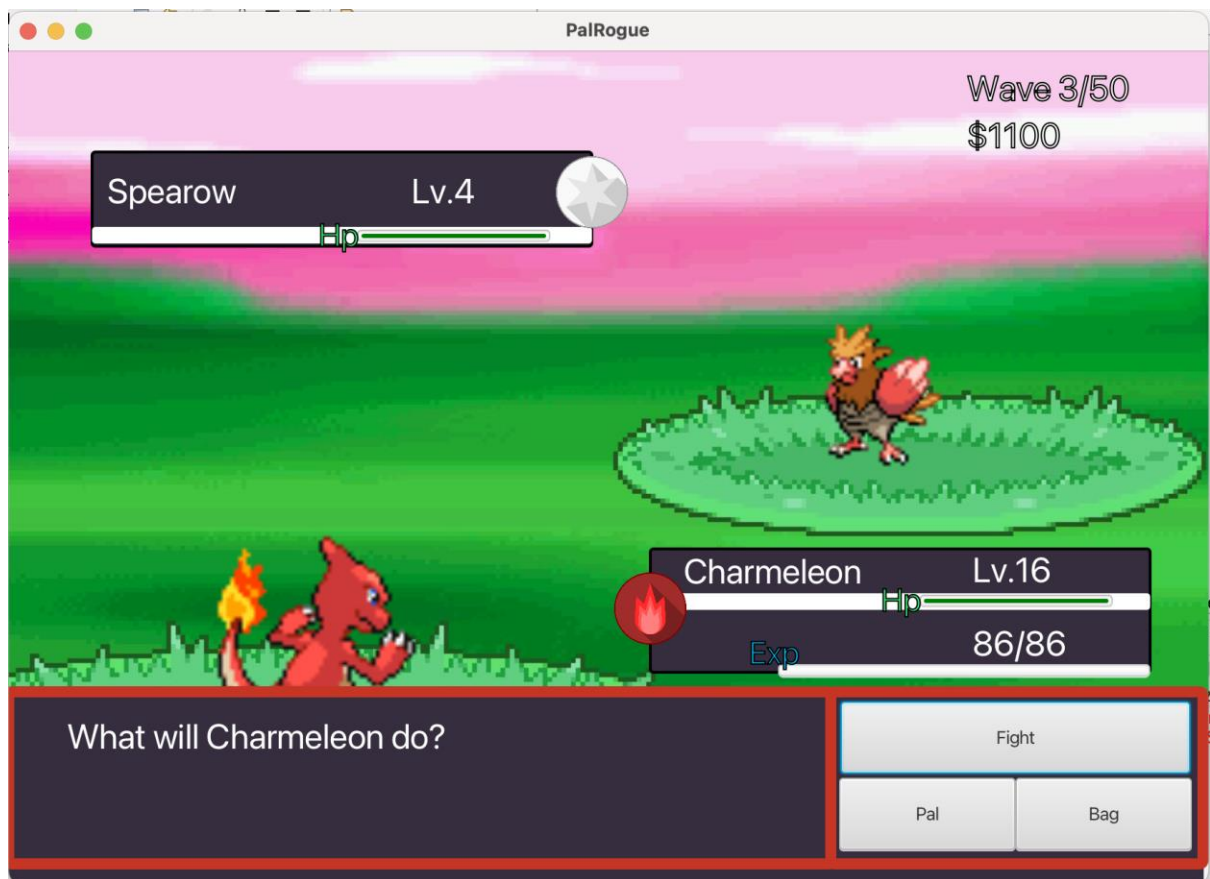 PalRogue
Wave 3/50
$1100
Spearow Lv.4
Hp
Charmeleon Lv.16
Hp
86/86
Exp
What will Charmeleon do?
Fight
Pal Bag